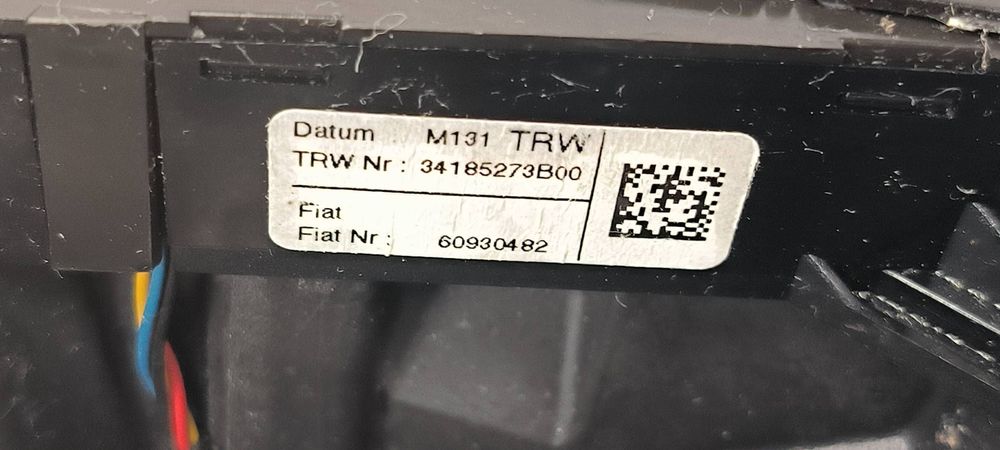 Datum M131 TRW
TRW Nr : 34185273B00
Fiat
Fiat Nr : 60930482